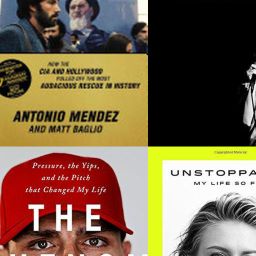 HOW THE
CIA AND HOLLYWOOD
PULLED OFF THE MOST
AUDACIOUS RESCUE IN HISTORY
ANTONIO MENDEZ
AND MATT BAGLIO
Pressure, the Yips,
and the Pitch
that Changed My Life
THE
UNSTOPPA
MY LIFE SO F